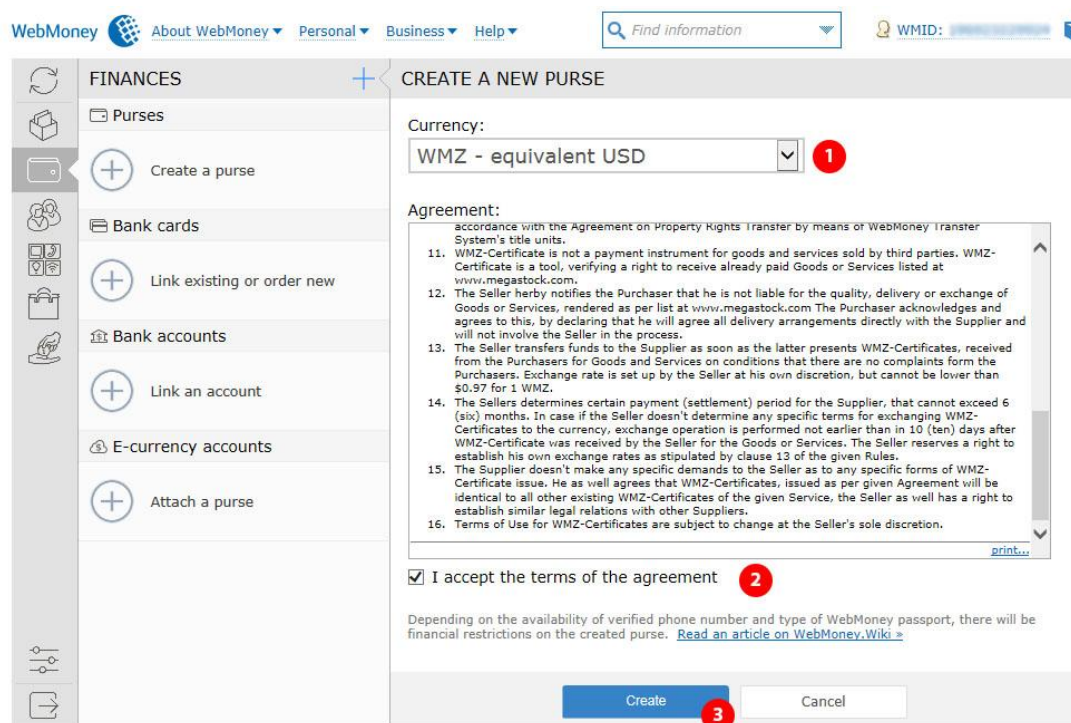 WebMoney About WebMoney Personal Business Help Find information WMID:
FINANCES
Purses
Create a purse
Bank cards
Link existing or order new
Bank accounts
Link an account
E-currency accounts
Attach a purse
CREATE A NEW PURSE
Currency:
WMZ - equivalent USD
1
Agreement:
accordance with the Agreement on Property Rights Transfer by means of WebMoney Transfer
System's title units.
11. WMZ-Certificate is not a payment instrument for goods and services sold by third parties. WMZ-
Certificate is a tool, verifying a right to receive already paid Goods or Services listed at
www.megastock.com.
12. The Seller herby notifies the Purchaser that he is not liable for the quality, delivery or exchange of
Goods or Services, rendered as per list at www.megastock.com The Purchaser acknowledges and
agrees to this, by declaring that he will agree all delivery arrangements directly with the Supplier and
will not involve the Seller in the process.
13. The Seller transfers funds to the Supplier as soon as the latter presents WMZ-Certificates, received
from the Purchasers for Goods and Services on conditions that there are no complaints form the
Purchasers. Exchange rate is set up by the Seller at his own discretion, but cannot be lower than
$0.97 for 1 WMZ.
14. The Sellers determines certain payment (settlement) period for the Supplier, that cannot exceed 6
(six) months. In case if the Seller doesn't determine any specific terms for exchanging WMZ-
Certificates to the currency, exchange operation is performed not earlier than in 10 (ten) days after
WMZ-Certificate was received by the Seller for the Goods or Services. The Seller reserves a right to
establish his own exchange rates as stipulated by clause 13 of the given Rules.
15. The Supplier doesn't make any specific demands to the Seller as to any specific forms of WMZ-
Certificate issue. He as well agrees that WMZ-Certificates, issued as per given Agreement will be
identical to all other existing WMZ-Certificates of the given Service, the Seller as well has a right to
establish similar legal relations with other Suppliers.
16. Terms of Use for WMZ-Certificates are subject to change at the Seller's sole discretion.
print...
I accept the terms of the agreement
2
Depending on the availability of verified phone number and type of WebMoney passport, there will be
financial restrictions on the created purse. Read an article on WebMoney.Wiki »
Create
3
Cancel